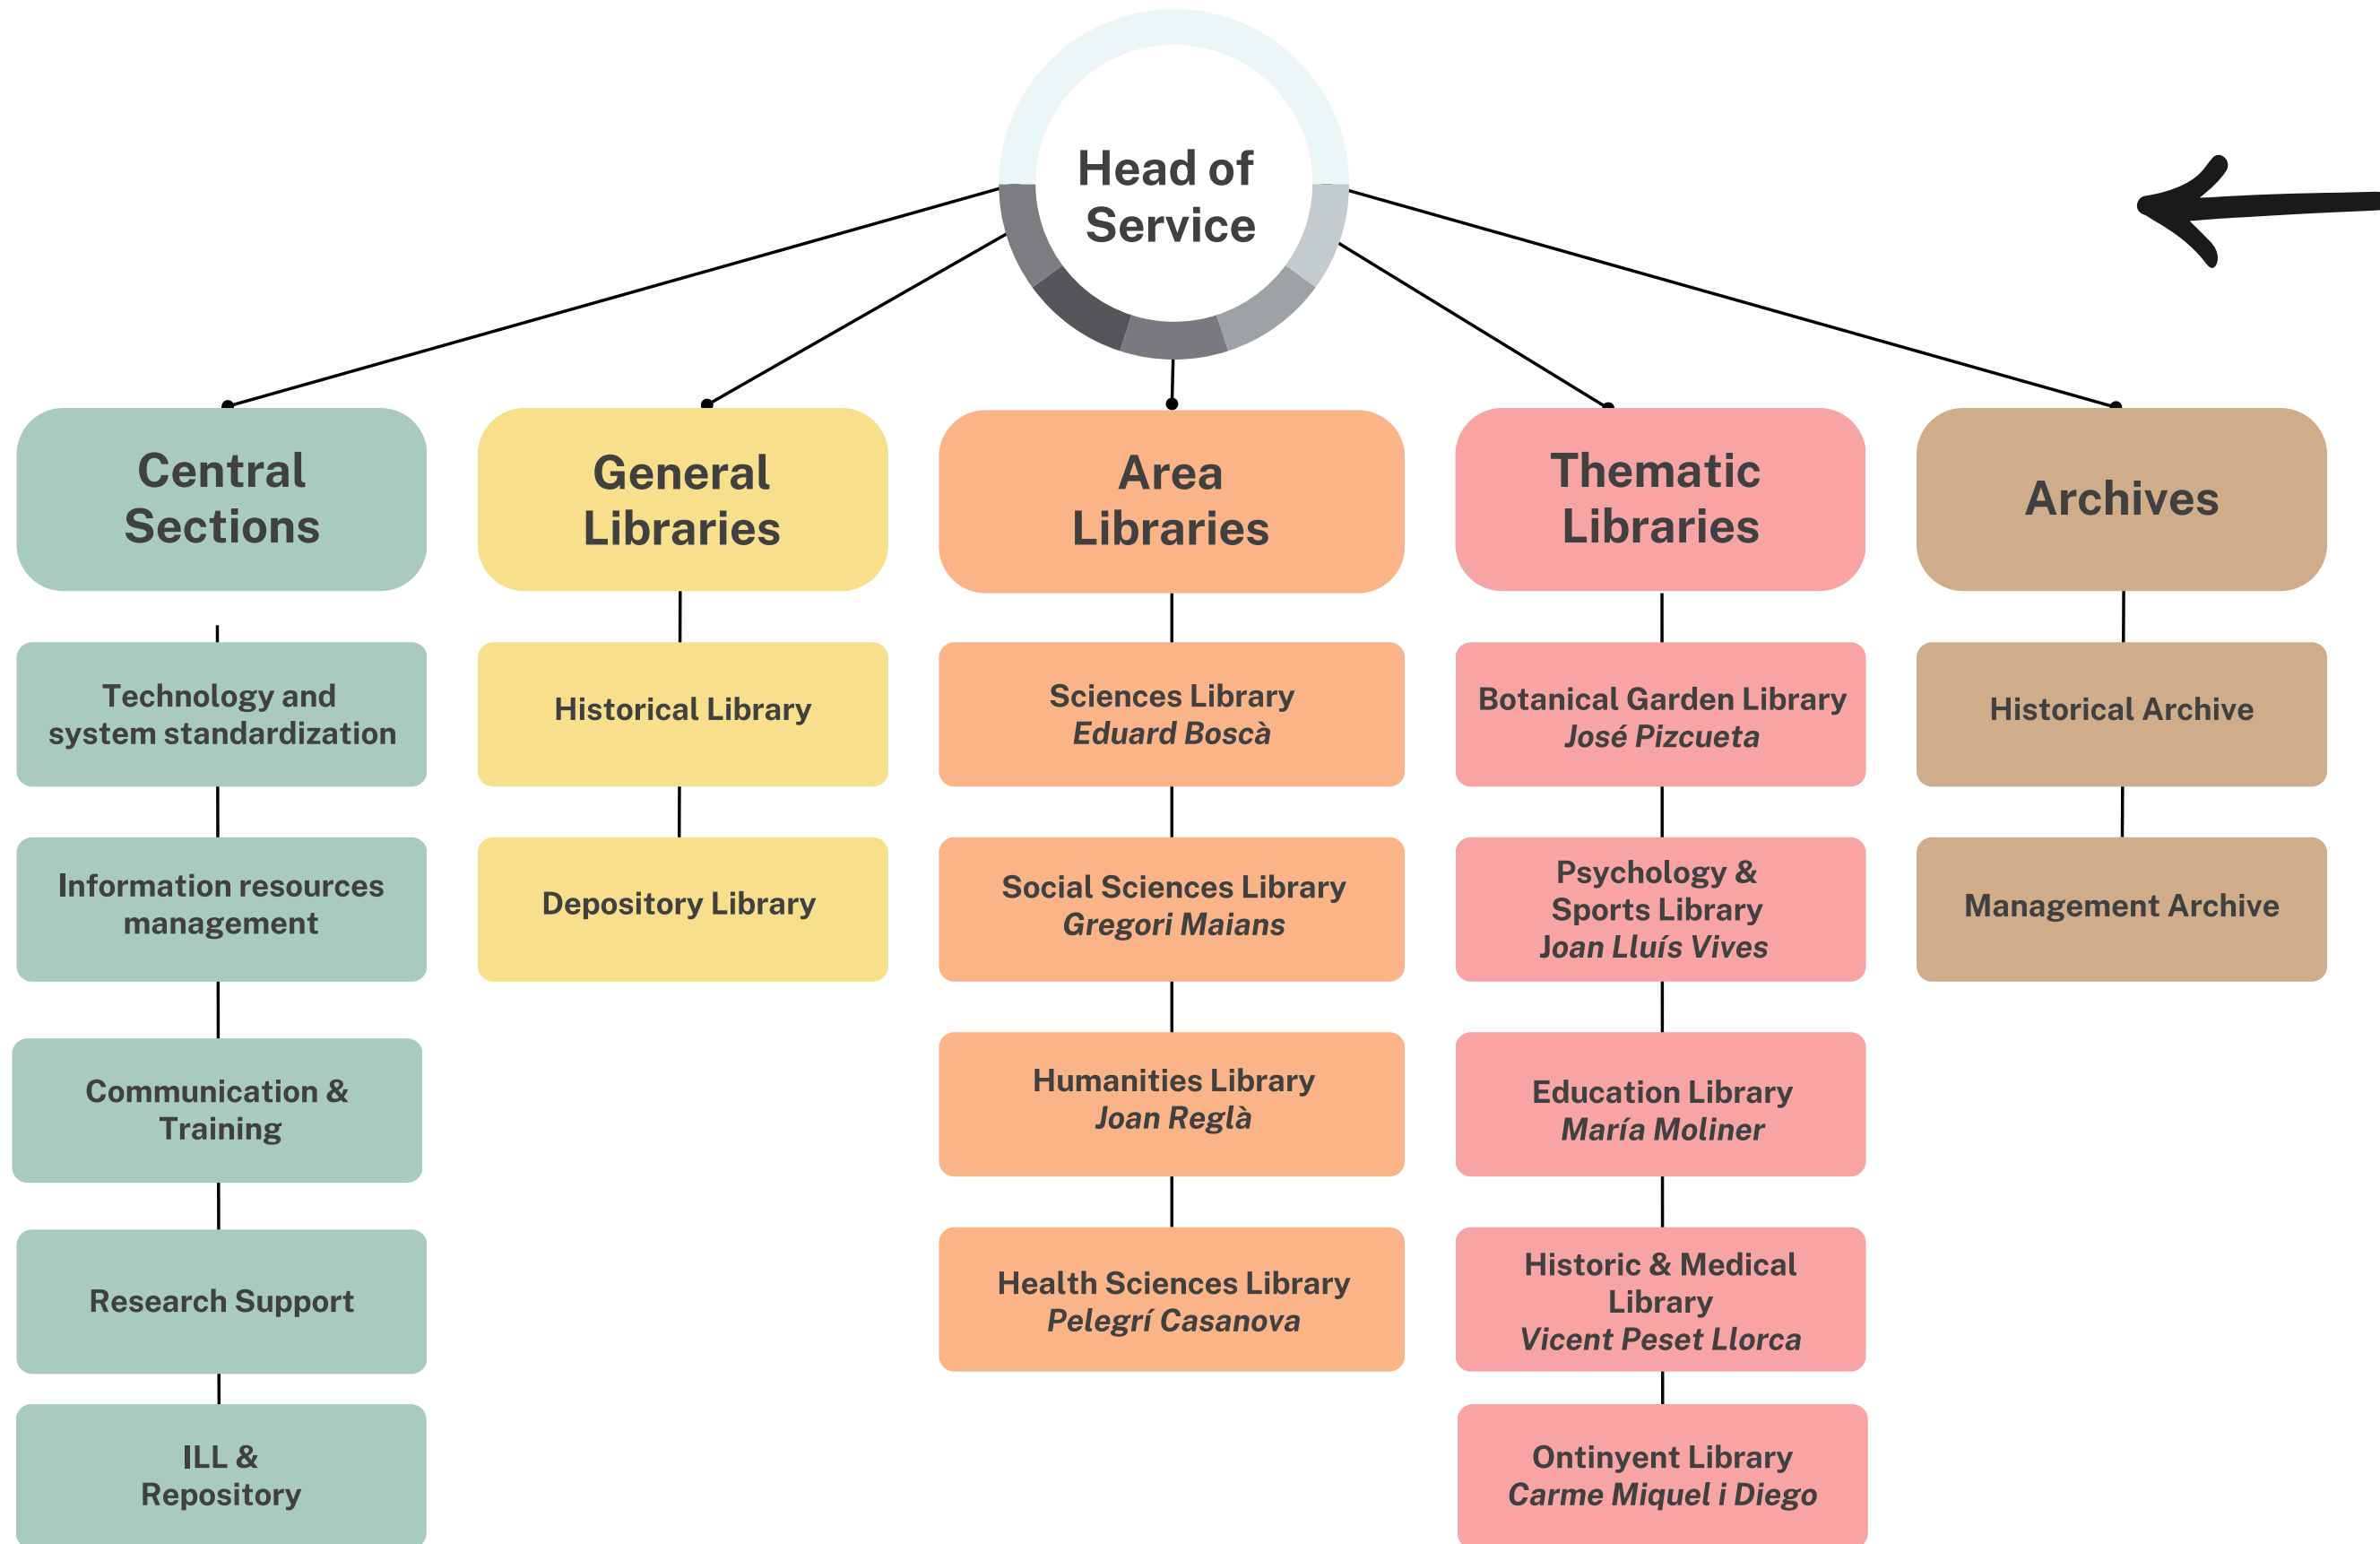 Head of
Service
Central
Sections
General
Libraries
Area
Libraries
Thematic
Libraries
Archives
Technology and
system standardization
Information resources
management
Communication &
Training
Research Support
ILL &
Repository
Historical Library
Depository Library
Sciences Library
Eduard Boscà
Social Sciences Library
Gregori Maians
Humanities Library
Joan Reglà
Health Sciences Library
Pelegrí Casanova
Botanical Garden Library
José Pizcueta
Psychology &
Sports Library
Joan Lluís Vives
Education Library
María Moliner
Historic & Medical
Library
Vicent Peset Llorca
Ontinyent Library
Carme Miquel i Diego
Historical Archive
Management Archive